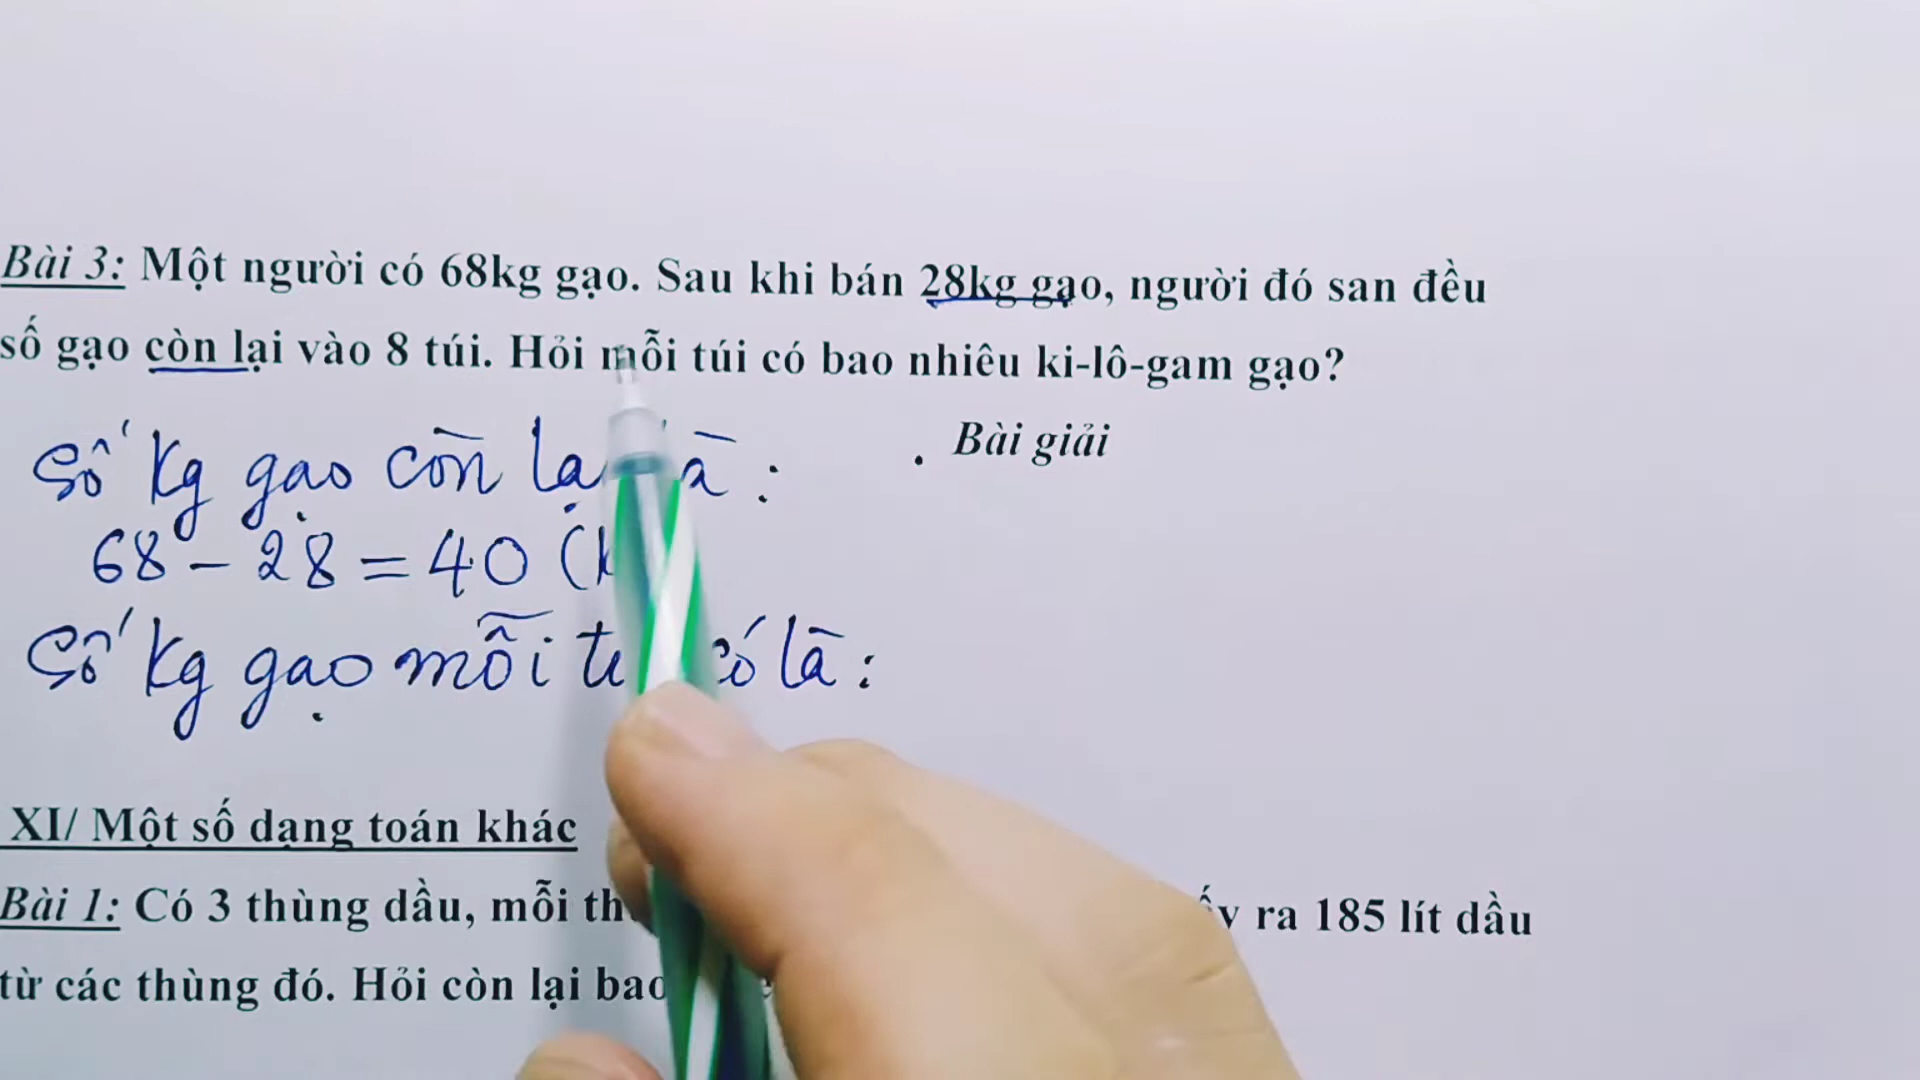 Bài 3: Một người có 68kg gạo. Sau khi bán 28kg gạo, người đó san đều
số gạo còn lại vào 8 túi. Hỏi mỗi túi có bao nhiêu ki-lô-gam gạo?
. Bài giải
Số kg gạo còn :
68 - 28 = 40 (
Số kg gạo mỗi là :
XI/ Một số dạng toán khác
Bài 1: Có 3 thùng dầu, mỗi ra 185 lít dầu
từ các thùng đó. Hỏi còn lại bao